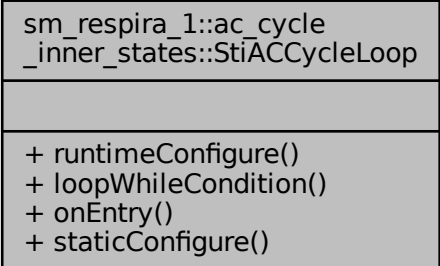 sm_respira_1::ac_cycle
_inner_states::StiACCycleLoop
+ runtimeConfigure()
+ loopWhileCondition()
+ onEntry()
+ staticConfigure()